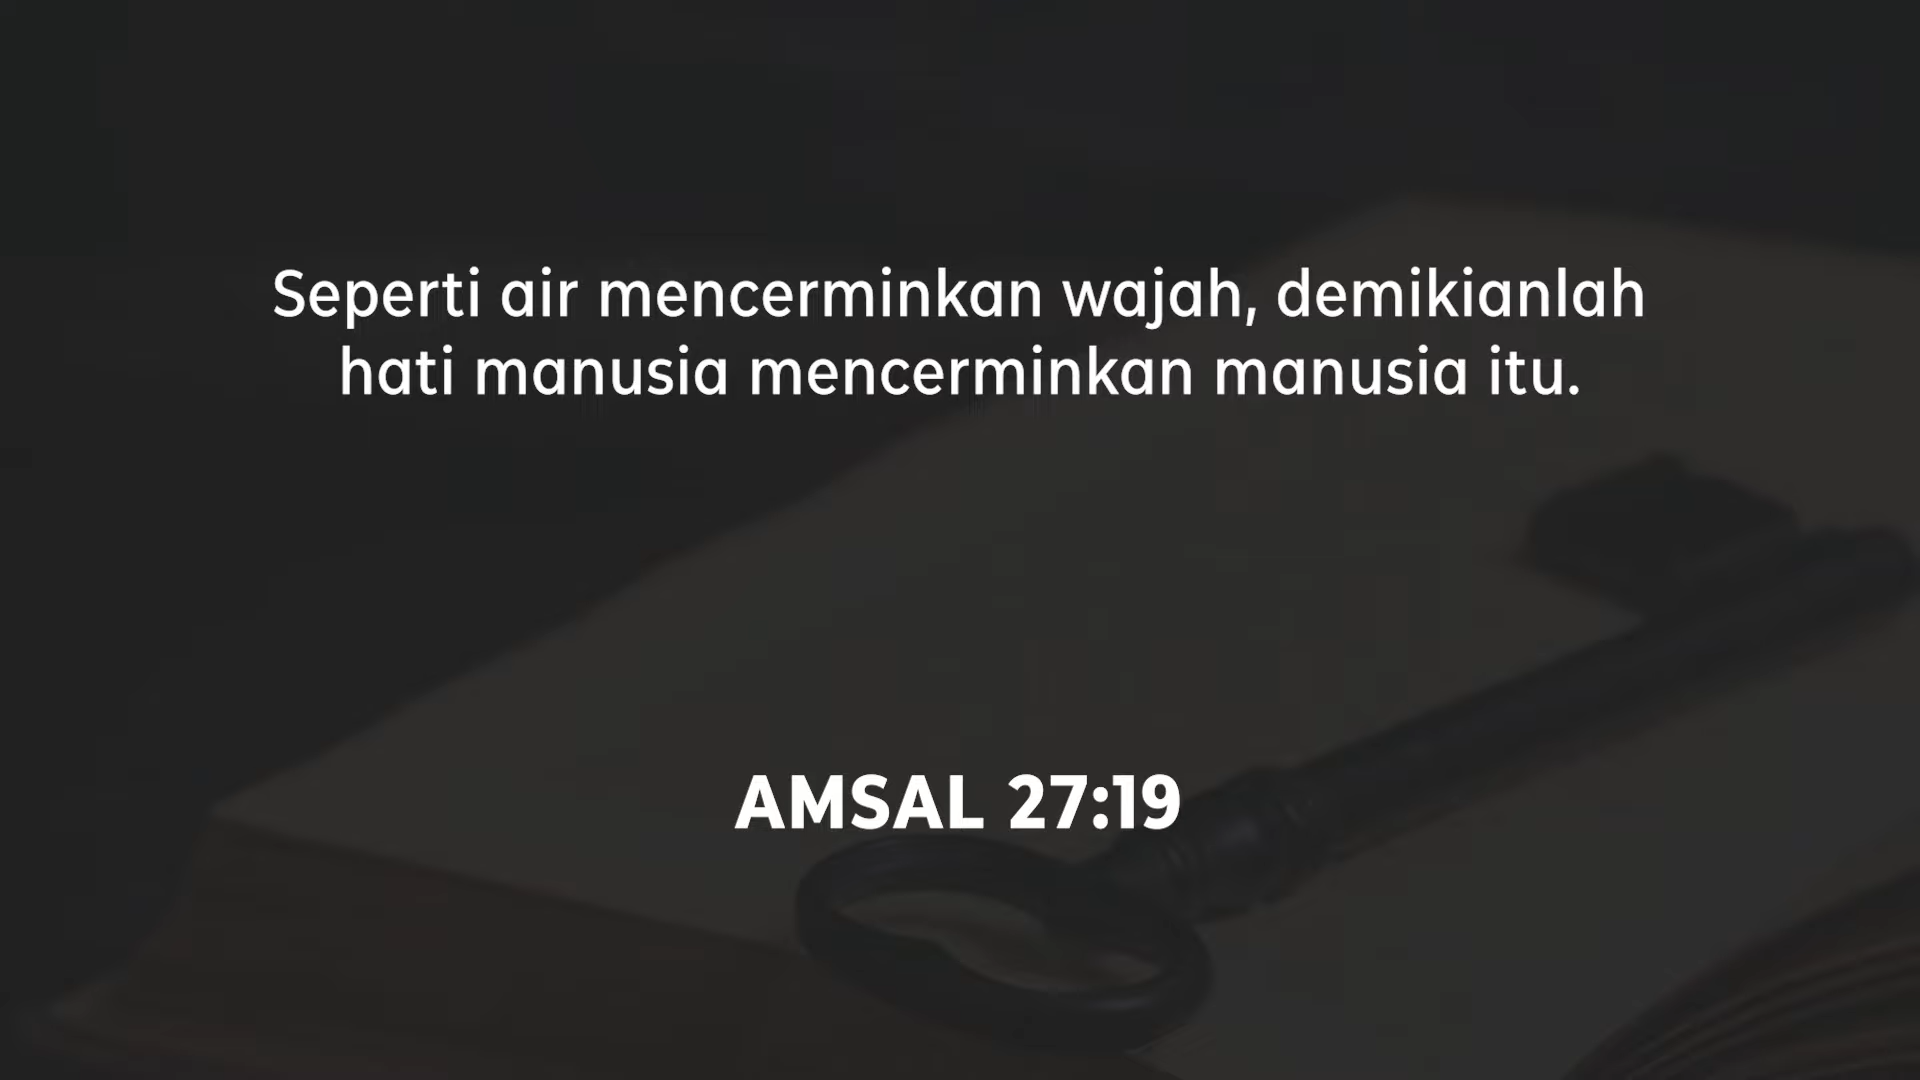 Seperti air mencerminkan wajah, demikianlah
hati manusia mencerminkan manusia itu.
AMSAL 27:19